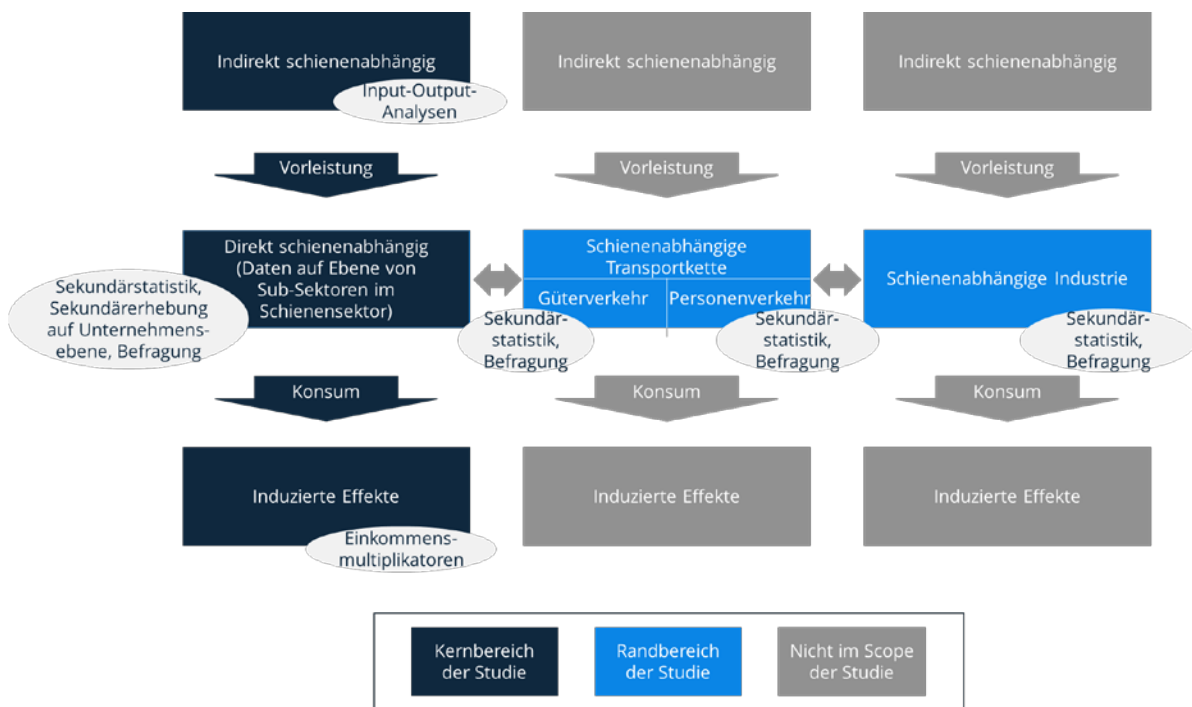 Indirekt schienenabhängig
Input-Output-
Analysen
Indirekt schienenabhängig
Indirekt schienenabhängig
Vorleistung
Vorleistung
Vorleistung
Direkt schienenabhängig
(Daten auf Ebene von
Sub-Sektoren im
Schienensektor)
Sekundärstatistik,
Sekundärerhebung
auf Unternehmens-
ebene, Befragung
Schienenabhängige
Transportkette
Güterverkehr
Personenverkehr
Sekundär-
statistik,
Befragung
Sekundär-
statistik,
Befragung
Schienenabhängige Industrie
Sekundär-
statistik,
Befragung
Konsum
Konsum
Konsum
Induzierte Effekte
Einkommens-
multiplikatoren
Induzierte Effekte
Induzierte Effekte
Kernbereich
der Studie
Randbereich
der Studie
Nicht im Scope
der Studie